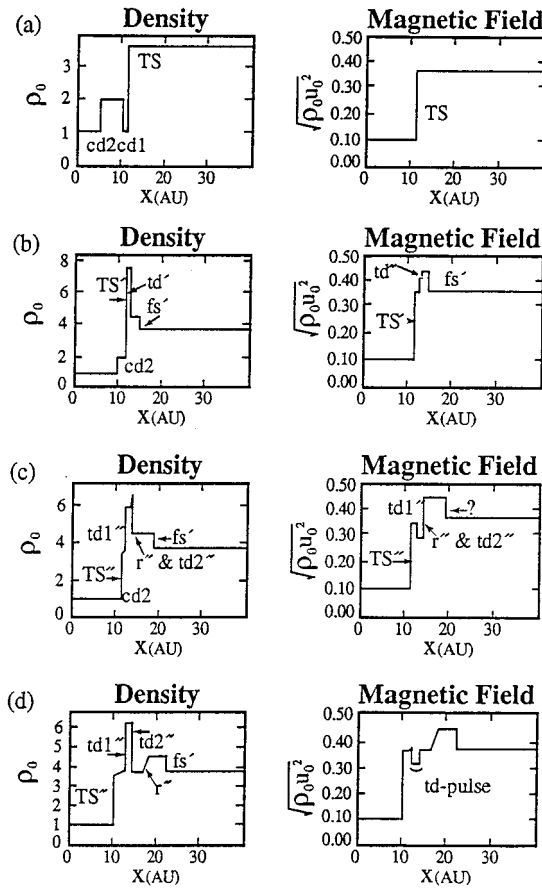 (a)
Density
ρ₀
3
2
1
0
TS
cd2 cd1
0 10 20 30
X(AU)
Magnetic Field
√ρ₀u₀²
0.50
0.40
0.30
0.20
0.10
0.00
TS
0 10 20 30
X(AU)
(b)
Density
ρ₀
8
6
4
2
0
TS′
td′
fs′
cd2
0 10 20 30
X(AU)
Magnetic Field
√ρ₀u₀²
0.50
0.40
0.30
0.20
0.10
0.00
td″
fs′
TS′
0 10 20 30
X(AU)
(c)
Density
ρ₀
6
4
2
0
td1″
fs′
r″ & td2″
TS″
cd2
0 10 20 30
X(AU)
Magnetic Field
√ρ₀u₀²
0.50
0.40
0.30
0.20
0.10
0.00
td1″
?
r″ & td2″
TS″
0 10 20 30
X(AU)
(d)
Density
ρ₀
6
5
4
3
2
1
0
td2″
td1″
fs′
TS″
r″
0 10 20 30
X(AU)
Magnetic Field
√ρ₀u₀²
0.50
0.40
0.30
0.20
0.10
0.00
td-pulse
0 10 20 30
X(AU)